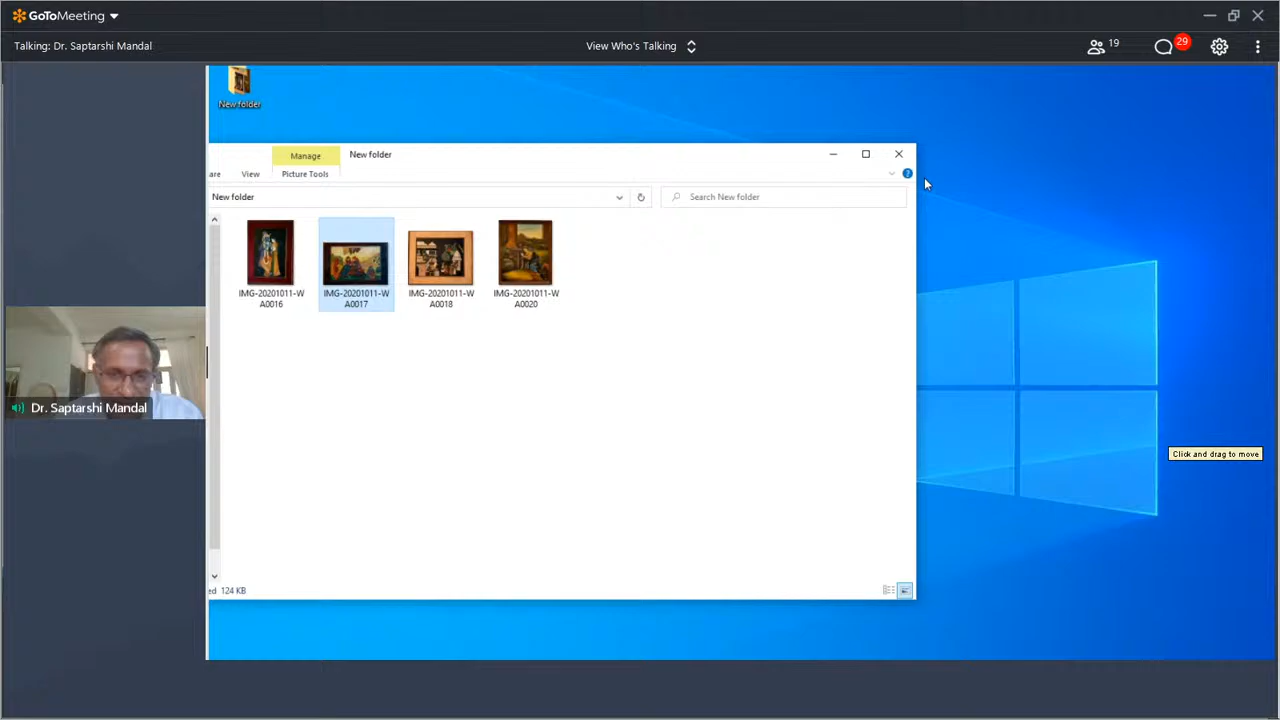 GoToMeeting
Talking: Dr. Saptarshi Mandal
View Who's Talking
19
29
New folder
Manage
New folder
are
View
Picture Tools
New folder
Search New folder
IMG-20201011-W
A0016
IMG-20201011-W
A0017
IMG-20201011-W
A0018
IMG-20201011-W
A0020
Dr. Saptarshi Mandal
Click and drag to move
ed 124 KB